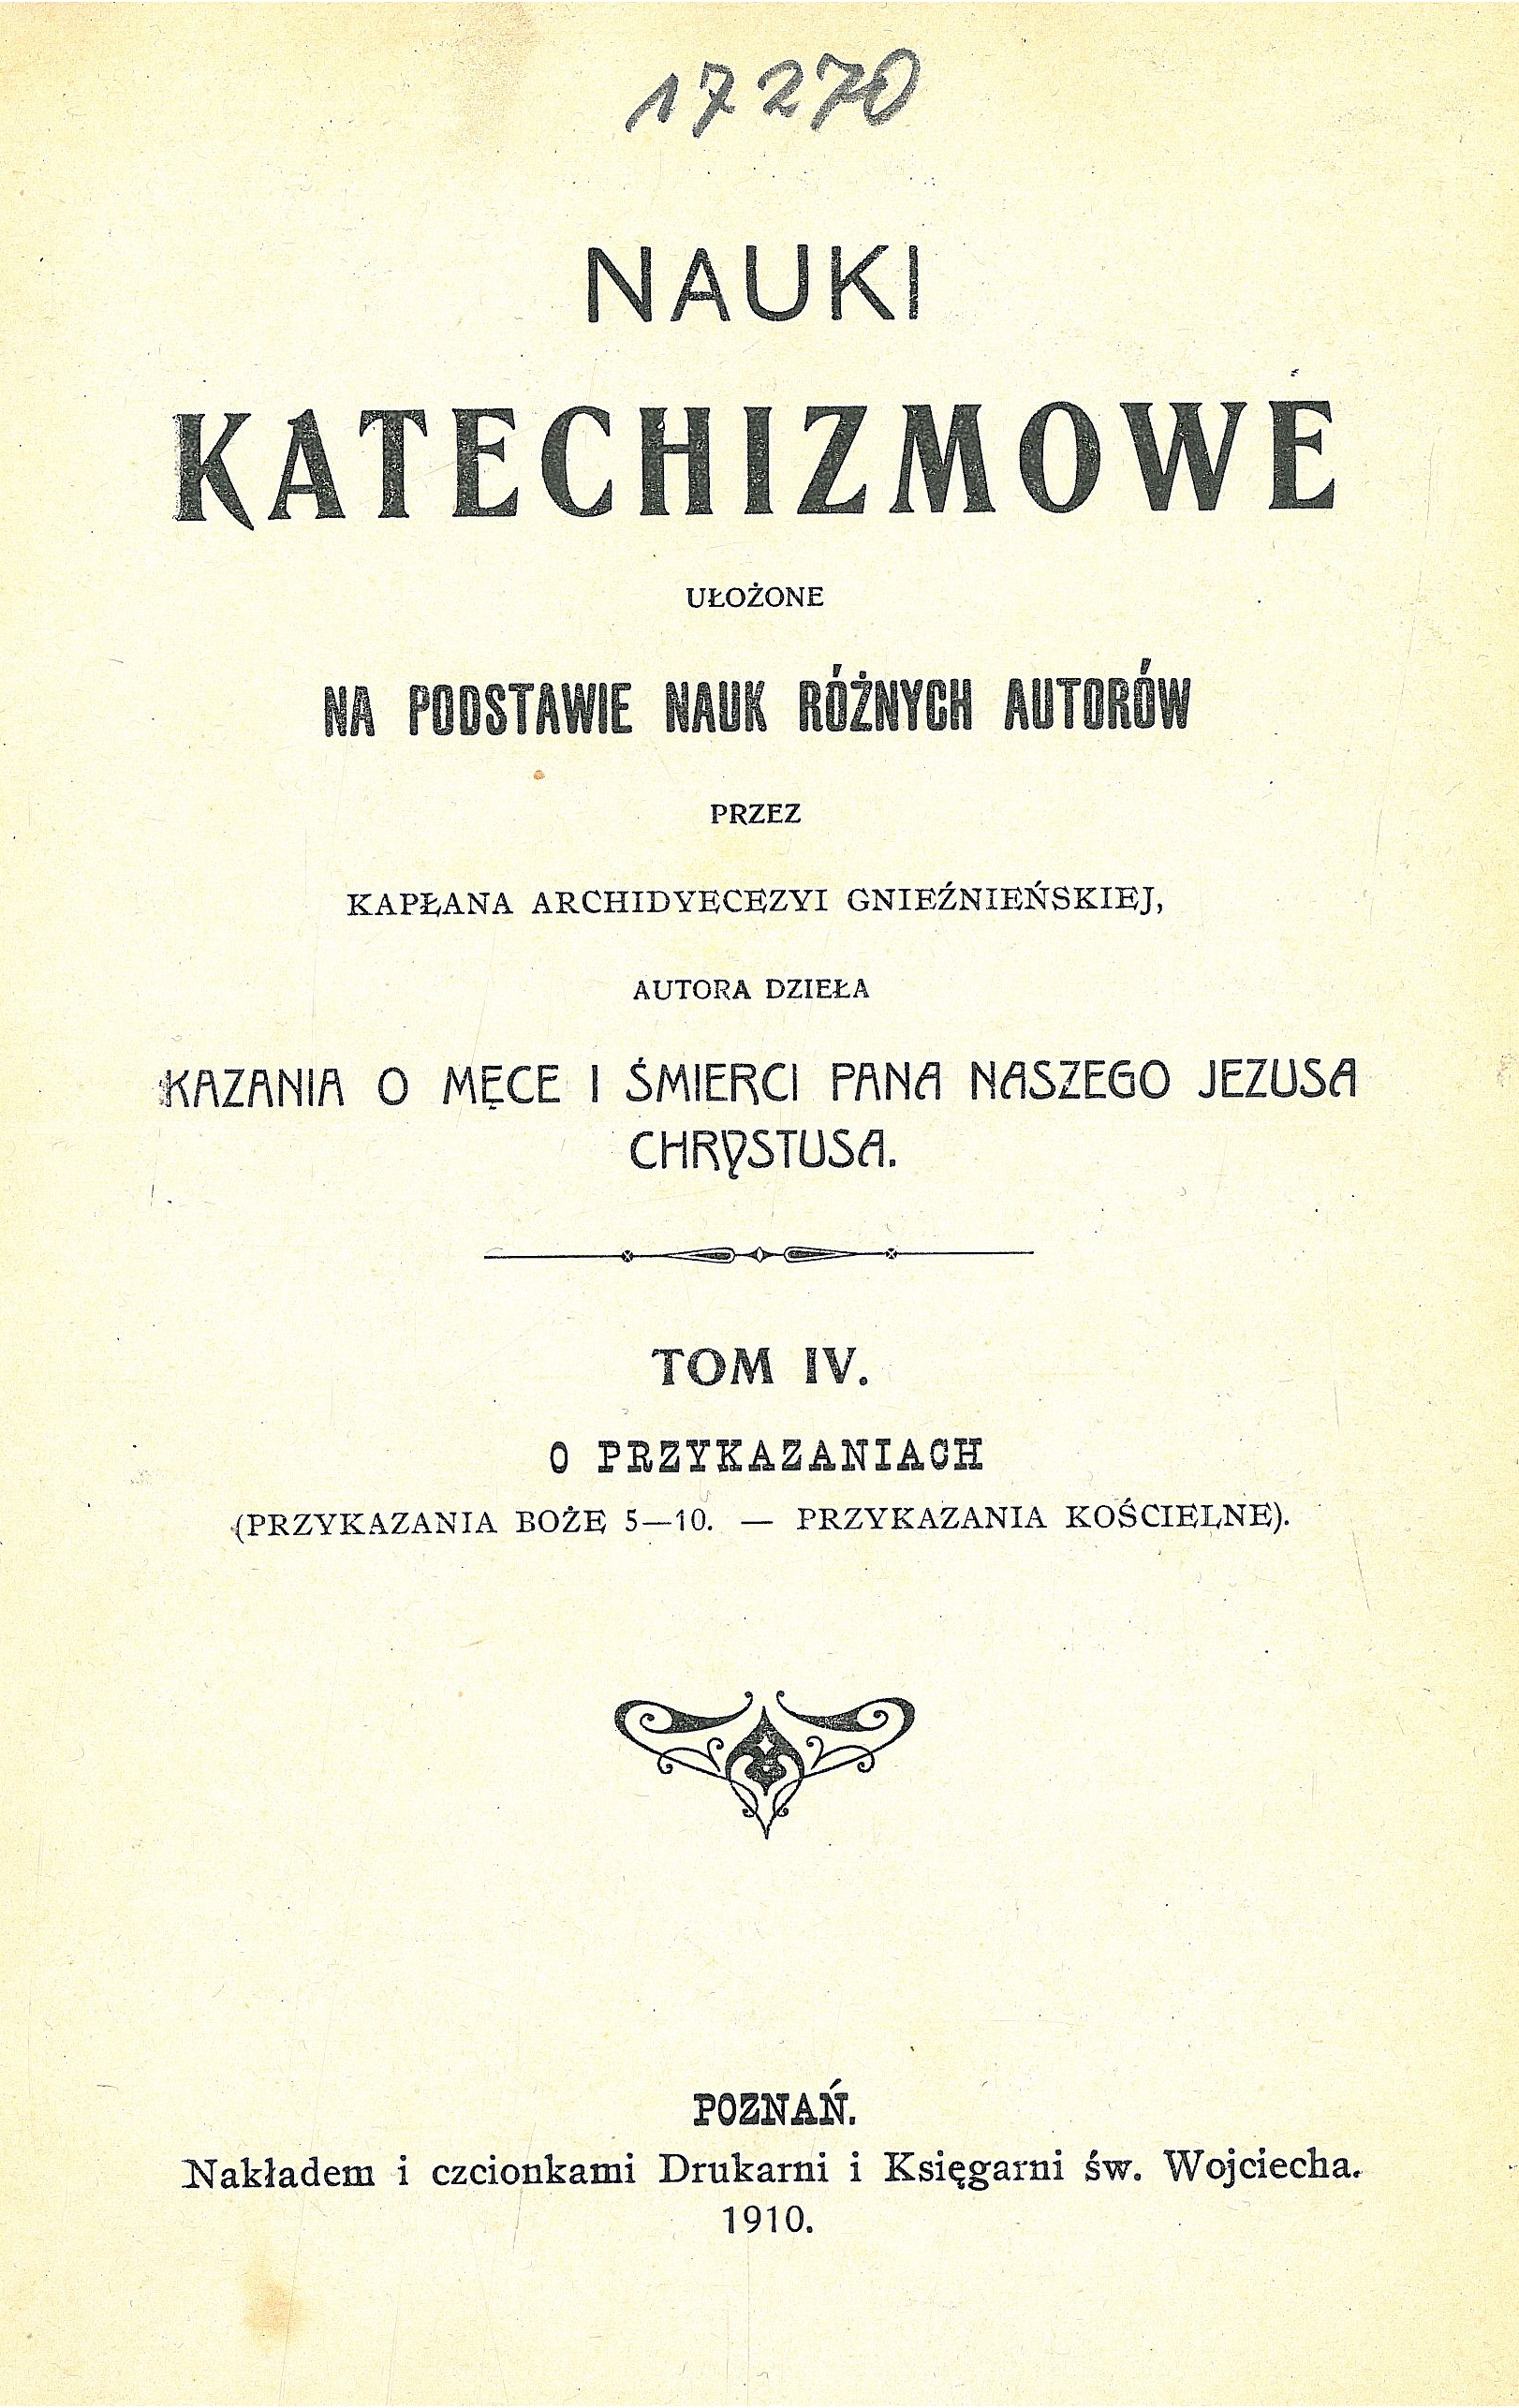 17270
NAUKI
KATECHIZMOWE
UŁOŻONE
NA PODSTAWIE NAUK RÓŻNYCH AUTORÓW
PRZEZ
KAPŁANA ARCHIDYECEZYI GNIEŹNIEŃSKIEJ,
AUTORA DZIEŁA
KAZANIA O MĘCE I ŚMIERCI PANA NASZEGO JEZUSA
CHRYSTUSA.
TOM IV.
O PRZYKAZANIACH
(PRZYKAZANIA BOŻE 5—10. — PRZYKAZANIA KOŚCIELNE).
POZNAŃ.
Nakładem i czcionkami Drukarni i Księgarni św. Wojciecha.
1910.